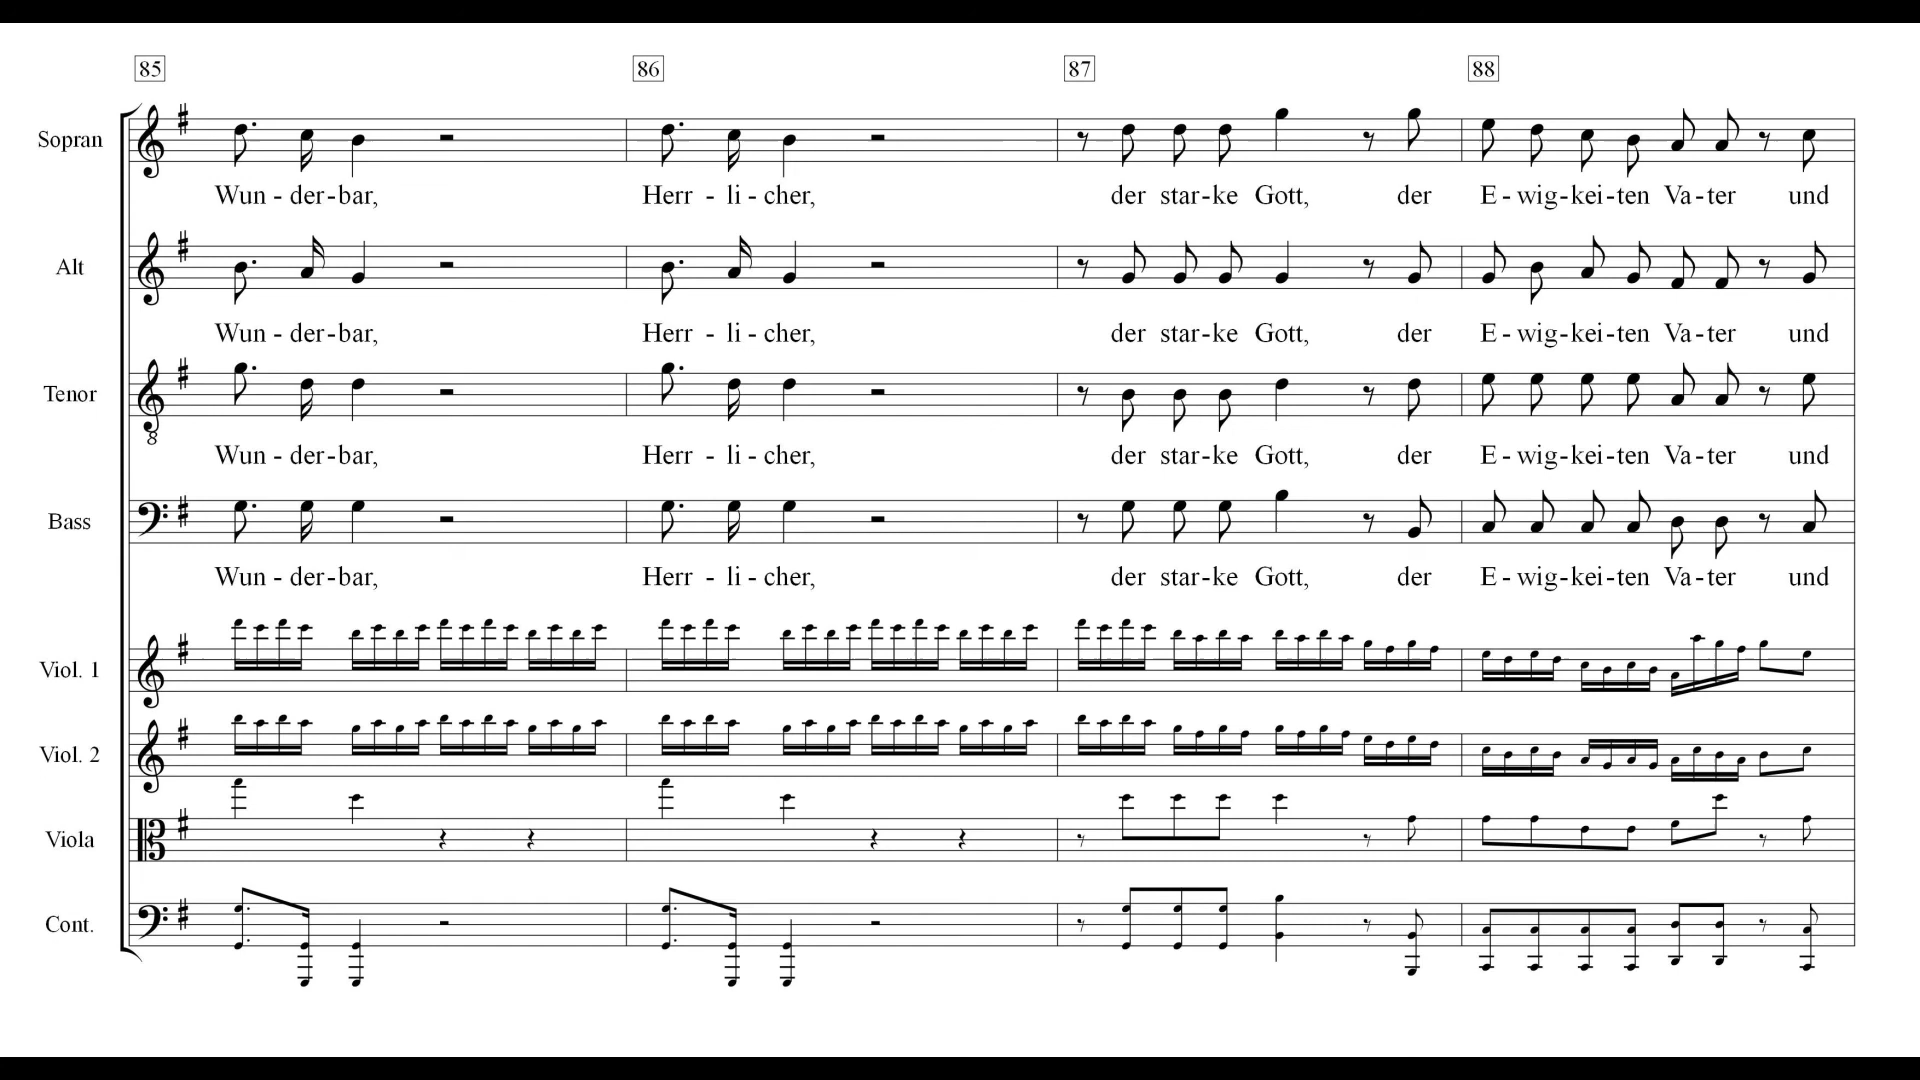 85 86 87 88
Sopran
Wun - der-bar, Herr - li - cher, der star-ke Gott, der E - wig-kei-ten Va-ter und
Alt
Wun - der-bar, Herr - li - cher, der star-ke Gott, der E - wig-kei-ten Va-ter und
Tenor
8
Wun - der-bar, Herr - li - cher, der star-ke Gott, der E - wig-kei-ten Va-ter und
Bass
Wun - der-bar, Herr - li - cher, der star-ke Gott, der E - wig-kei-ten Va-ter und
Viol. 1
Viol. 2
Viola
Cont.